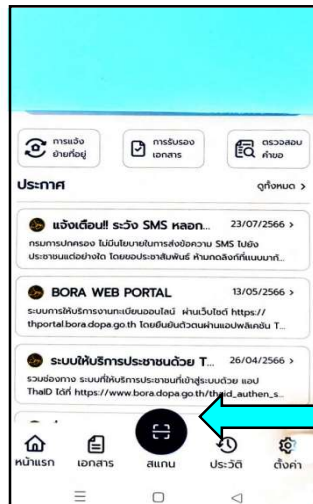 การแจ้ง
ย้ายที่อยู่
การรับรอง
เอกสาร
ตรวจสอบ
คำขอ
ประกาศ
ดูทั้งหมด >
แจ้งเตือน!! ระวัง SMS หลอก... 23/07/2566 >
กรมการปกครอง ไม่มีนโยบายในการส่งข้อความ SMS ไปยัง
ประชาชนแต่อย่างใด โดยขอประชาสัมพันธ์ ห้ามกดลิงก์ที่แนบมากั...
BORA WEB PORTAL 13/05/2566 >
ระบบการให้บริการงานทะเบียนออนไลน์ ผ่านเว็บไซต์ https://
thportal.bora.dopa.go.th โดยยืนยันตัวตนผ่านแอปพลิเคชัน T...
ระบบให้บริการประชาชนด้วย T... 26/04/2566 >
รวมช่องทาง ระบบที่ให้บริการประชาชนที่เข้าสู่ระบบด้วย แอป
ThaID ได้ที่ https://www.bora.dopa.go.th/thaid_authen_s...
หน้าแรก
เอกสาร
สแกน
ประวัติ
ตั้งค่า